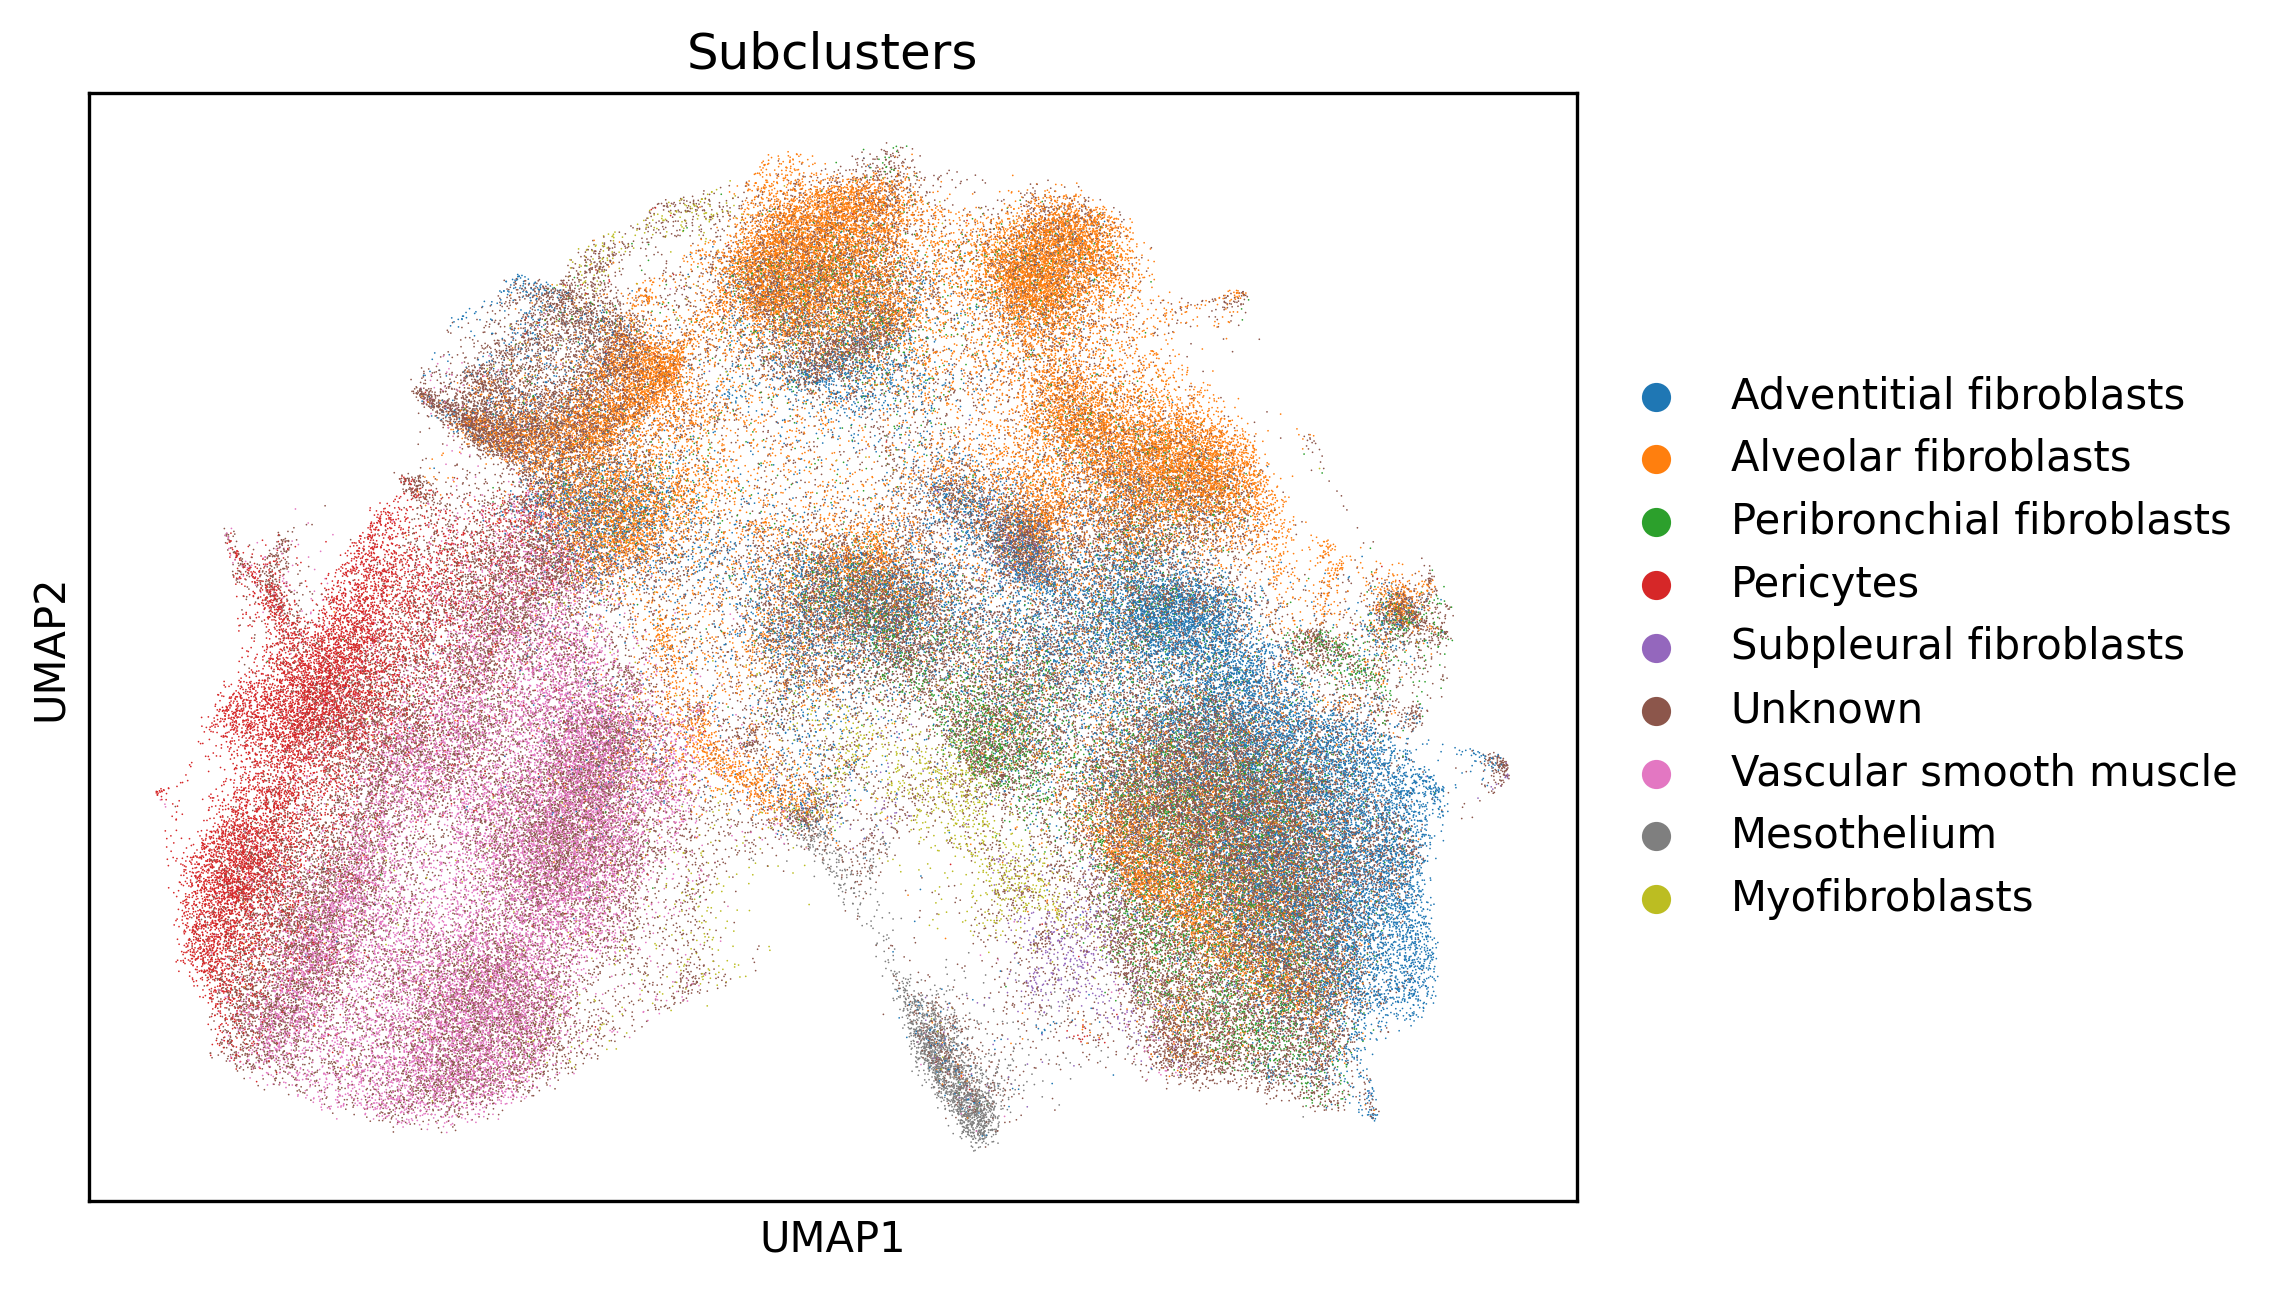 Subclusters
UMAP2
UMAP1
Adventitial fibroblasts
Alveolar fibroblasts
Peribronchial fibroblasts
Pericytes
Subpleural fibroblasts
Unknown
Vascular smooth muscle
Mesothelium
Myofibroblasts